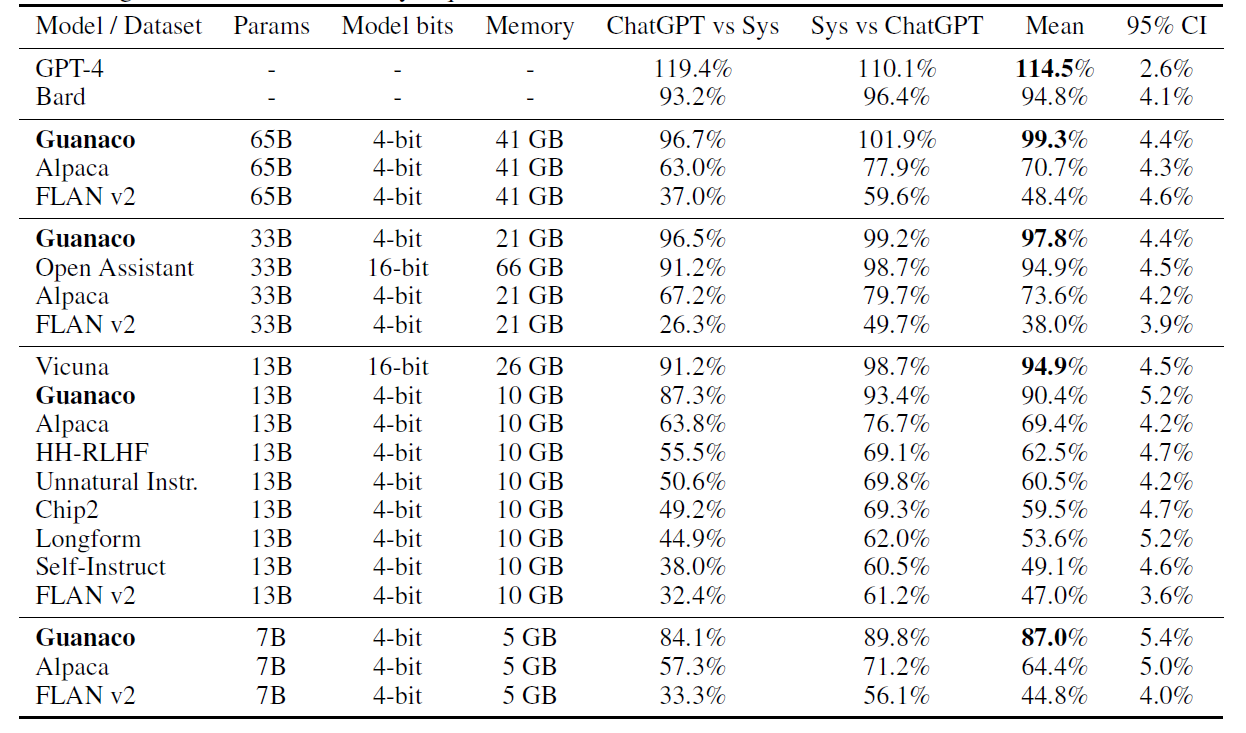 Model / Dataset Params Model bits Memory ChatGPT vs Sys Sys vs ChatGPT Mean 95% CI
GPT-4 - - - 119.4% 110.1% 114.5% 2.6%
Bard - - - 93.2% 96.4% 94.8% 4.1%
Guanaco 65B 4-bit 41 GB 96.7% 101.9% 99.3% 4.4%
Alpaca 65B 4-bit 41 GB 63.0% 77.9% 70.7% 4.3%
FLAN v2 65B 4-bit 41 GB 37.0% 59.6% 48.4% 4.6%
Guanaco 33B 4-bit 21 GB 96.5% 99.2% 97.8% 4.4%
Open Assistant 33B 16-bit 66 GB 91.2% 98.7% 94.9% 4.5%
Alpaca 33B 4-bit 21 GB 67.2% 79.7% 73.6% 4.2%
FLAN v2 33B 4-bit 21 GB 26.3% 49.7% 38.0% 3.9%
Vicuna 13B 16-bit 26 GB 91.2% 98.7% 94.9% 4.5%
Guanaco 13B 4-bit 10 GB 87.3% 93.4% 90.4% 5.2%
Alpaca 13B 4-bit 10 GB 63.8% 76.7% 69.4% 4.2%
HH-RLHF 13B 4-bit 10 GB 55.5% 69.1% 62.5% 4.7%
Unnatural Instr. 13B 4-bit 10 GB 50.6% 69.8% 60.5% 4.2%
Chip2 13B 4-bit 10 GB 49.2% 69.3% 59.5% 4.7%
Longform 13B 4-bit 10 GB 44.9% 62.0% 53.6% 5.2%
Self-Instruct 13B 4-bit 10 GB 38.0% 60.5% 49.1% 4.6%
FLAN v2 13B 4-bit 10 GB 32.4% 61.2% 47.0% 3.6%
Guanaco 7B 4-bit 5 GB 84.1% 89.8% 87.0% 5.4%
Alpaca 7B 4-bit 5 GB 57.3% 71.2% 64.4% 5.0%
FLAN v2 7B 4-bit 5 GB 33.3% 56.1% 44.8% 4.0%